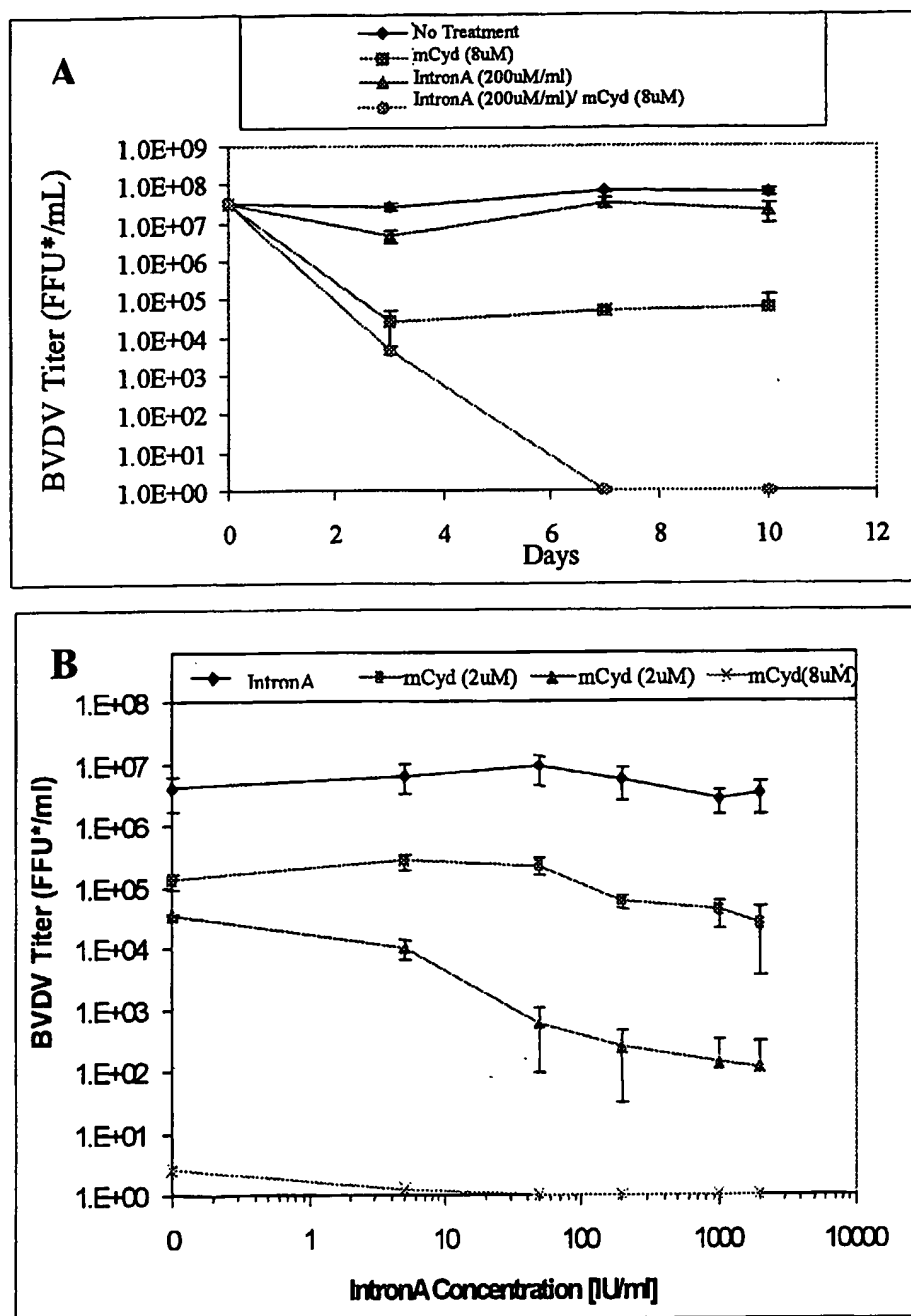 A
No Treatment
mCyd (8uM)
IntronA (200uM/ml)
IntronA (200uM/ml)/ mCyd (8uM)
BVDV Titer (FFU*/mL)
1.0E+09
1.0E+08
1.0E+07
1.0E+06
1.0E+05
1.0E+04
1.0E+03
1.0E+02
1.0E+01
1.0E+00
0 2 4 6 8 10 12
Days
B
IntronA mCyd (2uM) mCyd (2uM) mCyd(8uM)
BVDV Titer (FFU*/ml)
1.E+08
1.E+07
1.E+06
1.E+05
1.E+04
1.E+03
1.E+02
1.E+01
1.E+00
0 1 10 100 1000 10000
IntronA Concentration [IU/ml]